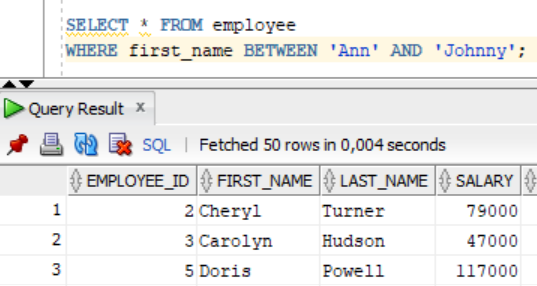 SELECT * FROM employee
WHERE first_name BETWEEN 'Ann' AND 'Johnny';
Query Result x
SQL | Fetched 50 rows in 0,004 seconds
EMPLOYEE_ID FIRST_NAME LAST_NAME SALARY
1 2 Cheryl Turner 79000
2 3 Carolyn Hudson 47000
3 5 Doris Powell 117000